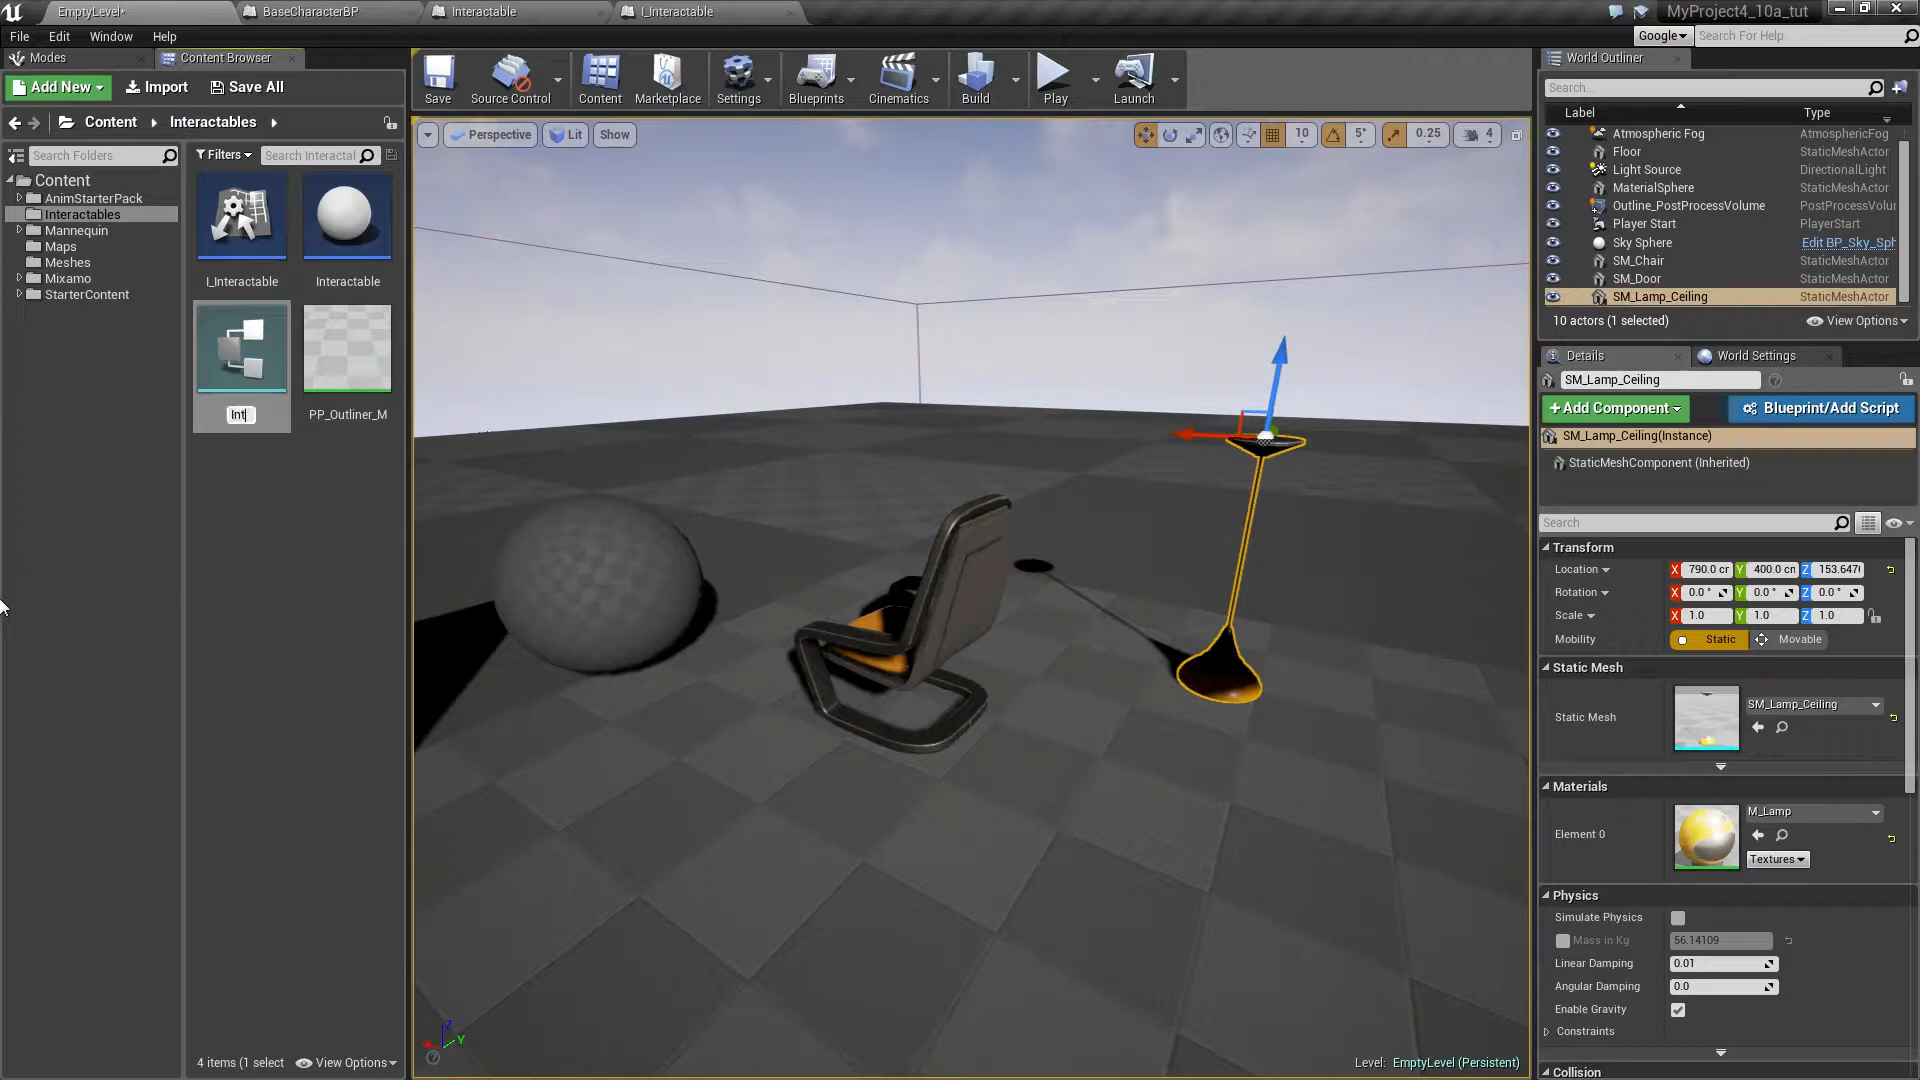 EmptyLevel*
BaseCharacterBP
Interactable
I_Interactable
MyProject4_10a_tut
File Edit Window Help
Google
Search For Help
Modes
Content Browser
Add New
Import
Save All
Content
Interactables
Search Folders
Content
AnimStarterPack
Interactables
Mannequin
Maps
Meshes
Mixamo
StarterContent
Filters
Search Interactal
I_Interactable
Interactable
Int
PP_Outliner_M
4 items (1 select
View Options
Save
Source Control
Content
Marketplace
Settings
Blueprints
Cinematics
Build
Play
Launch
Perspective
Lit
Show
10
5°
0.25
4
Z
X
Y
Level: EmptyLevel (Persistent)
World Outliner
Search...
Label Type
Atmospheric Fog AtmosphericFog
Floor StaticMeshActor
Light Source DirectionalLight
MaterialSphere StaticMeshActor
Outline_PostProcessVolume PostProcessVolu
Player Start PlayerStart
Sky Sphere Edit BP_Sky_Sph
SM_Chair StaticMeshActor
SM_Door StaticMeshActor
SM_Lamp_Ceiling StaticMeshActor
10 actors (1 selected)
View Options
Details
World Settings
SM_Lamp_Ceiling
+Add Component
Blueprint/Add Script
SM_Lamp_Ceiling(Instance)
StaticMeshComponent (Inherited)
Search
Transform
Location X 790.0 cr Y 400.0 cn Z 153.647
Rotation X 0.0 ° Y 0.0 ° Z 0.0 °
Scale X 1.0 Y 1.0 Z 1.0
Mobility Static Movable
Static Mesh
Static Mesh
SM_Lamp_Ceiling
Materials
Element 0
M_Lamp
Textures
Physics
Simulate Physics
Mass in Kg 56.14109
Linear Damping 0.01
Angular Damping 0.0
Enable Gravity
Constraints
Collision